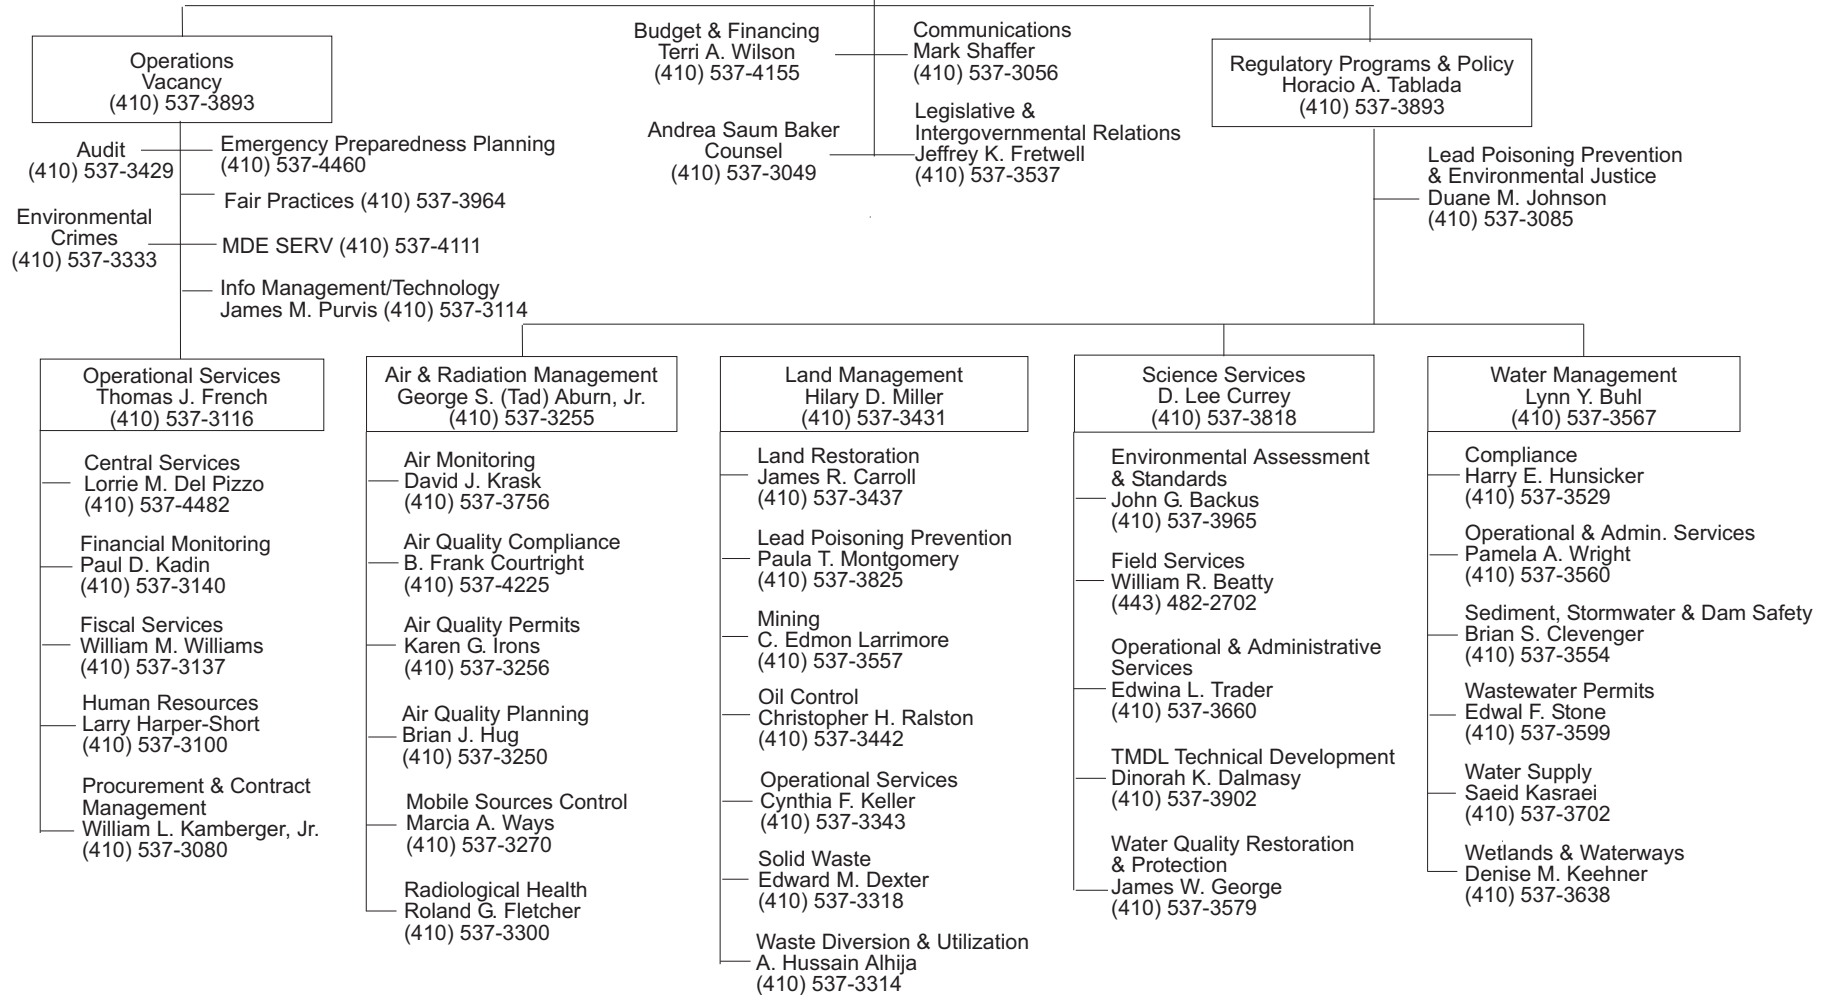 Operations
Vacancy
(410) 537-3893
Budget & Financing
Terri A. Wilson
(410) 537-4155
Communications
Mark Shaffer
(410) 537-3056
Regulatory Programs & Policy
Horacio A. Tablada
(410) 537-3893
Andrea Saum Baker
Counsel
(410) 537-3049
Legislative &
Intergovernmental Relations
Jeffrey K. Fretwell
(410) 537-3537
Audit
(410) 537-3429
Emergency Preparedness Planning
(410) 537-4460
Fair Practices (410) 537-3964
Environmental
Crimes
(410) 537-3333
MDE SERV (410) 537-4111
Info Management/Technology
James M. Purvis (410) 537-3114
Lead Poisoning Prevention
& Environmental Justice
Duane M. Johnson
(410) 537-3085
Operational Services
Thomas J. French
(410) 537-3116
Central Services
Lorrie M. Del Pizzo
(410) 537-4482
Financial Monitoring
Paul D. Kadin
(410) 537-3140
Fiscal Services
William M. Williams
(410) 537-3137
Human Resources
Larry Harper-Short
(410) 537-3100
Procurement & Contract
Management
William L. Kamberger, Jr.
(410) 537-3080
Air & Radiation Management
George S. (Tad) Aburn, Jr.
(410) 537-3255
Air Monitoring
David J. Krask
(410) 537-3756
Air Quality Compliance
B. Frank Courtright
(410) 537-4225
Air Quality Permits
Karen G. Irons
(410) 537-3256
Air Quality Planning
Brian J. Hug
(410) 537-3250
Mobile Sources Control
Marcia A. Ways
(410) 537-3270
Radiological Health
Roland G. Fletcher
(410) 537-3300
Land Management
Hilary D. Miller
(410) 537-3431
Land Restoration
James R. Carroll
(410) 537-3437
Lead Poisoning Prevention
Paula T. Montgomery
(410) 537-3825
Mining
C. Edmon Larrimore
(410) 537-3557
Oil Control
Christopher H. Ralston
(410) 537-3442
Operational Services
Cynthia F. Keller
(410) 537-3343
Solid Waste
Edward M. Dexter
(410) 537-3318
Waste Diversion & Utilization
A. Hussain Alhija
(410) 537-3314
Science Services
D. Lee Currey
(410) 537-3818
Environmental Assessment
& Standards
John G. Backus
(410) 537-3965
Field Services
William R. Beatty
(443) 482-2702
Operational & Administrative
Services
Edwina L. Trader
(410) 537-3660
TMDL Technical Development
Dinorah K. Dalmasy
(410) 537-3902
Water Quality Restoration
& Protection
James W. George
(410) 537-3579
Water Management
Lynn Y. Buhl
(410) 537-3567
Compliance
Harry E. Hunsicker
(410) 537-3529
Operational & Admin. Services
Pamela A. Wright
(410) 537-3560
Sediment, Stormwater & Dam Safety
Brian S. Clevenger
(410) 537-3554
Wastewater Permits
Edwal F. Stone
(410) 537-3599
Water Supply
Saeid Kasraei
(410) 537-3702
Wetlands & Waterways
Denise M. Keehner
(410) 537-3638